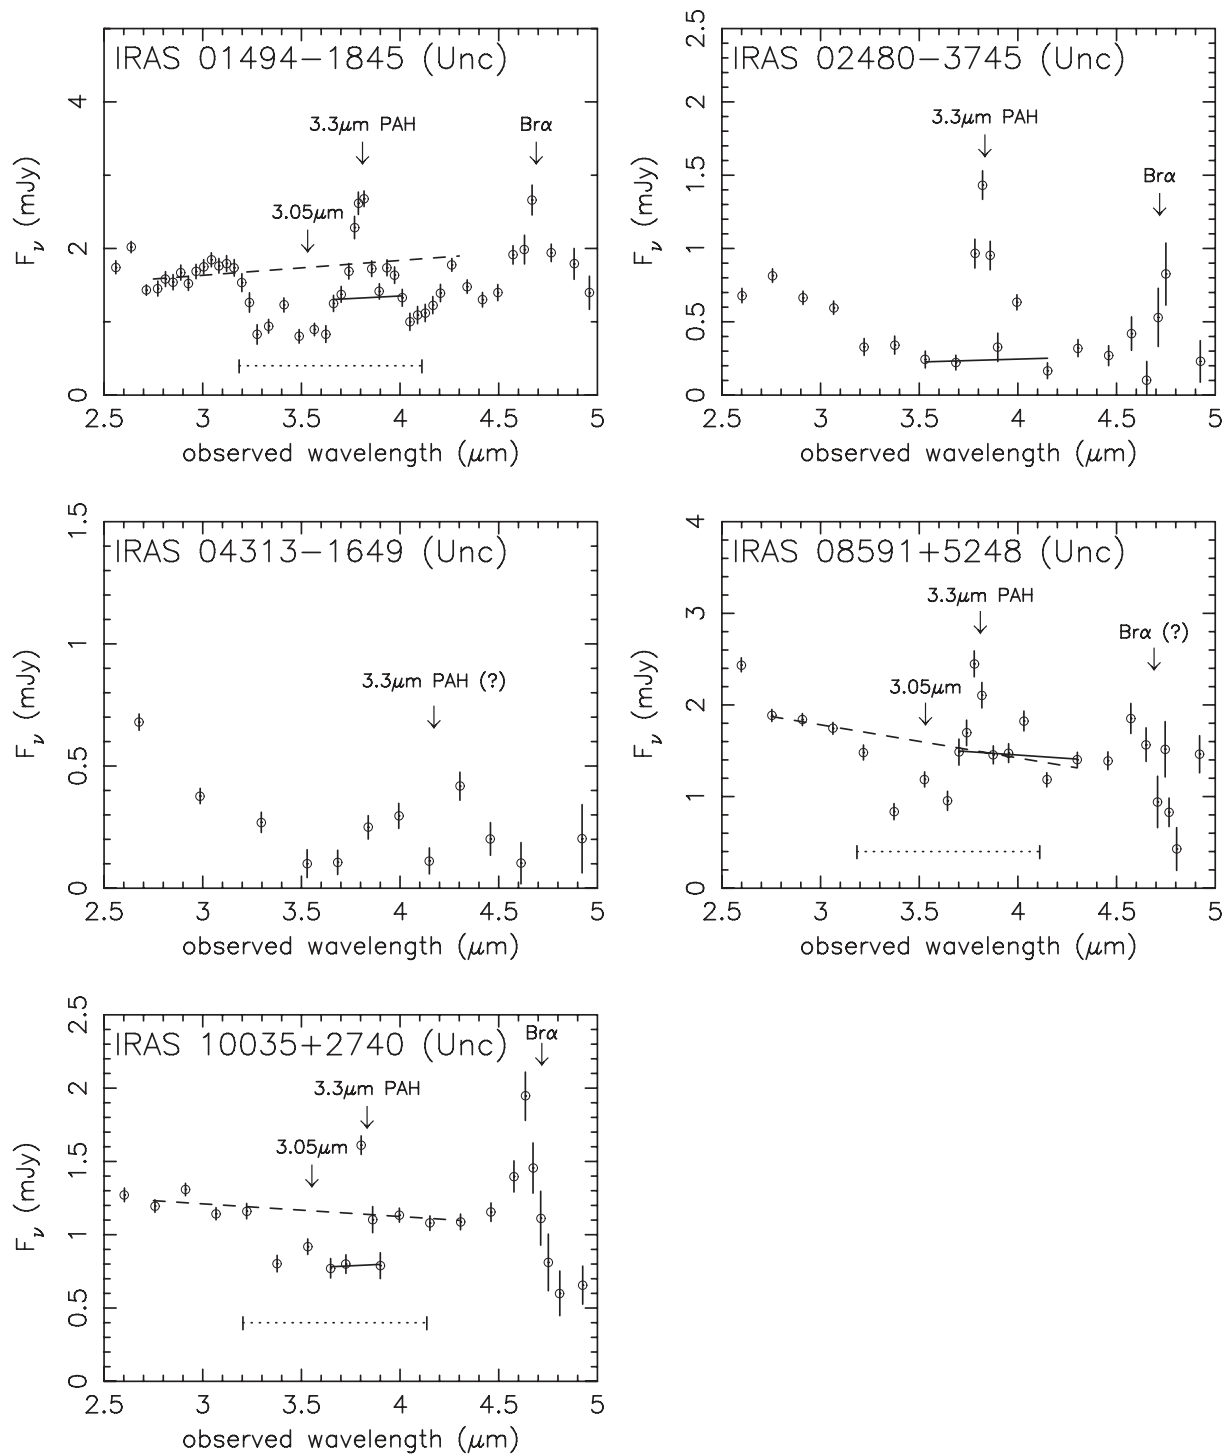 IRAS 01494−1845 (Unc)
3.3μm PAH
Brα
3.05μm
F_ν (mJy)
0
2
4
2.5 3 3.5 4 4.5 5
observed wavelength (μm)
IRAS 02480−3745 (Unc)
3.3μm PAH
Brα
F_ν (mJy)
0
0.5
1
1.5
2
2.5
2.5 3 3.5 4 4.5 5
observed wavelength (μm)
IRAS 04313−1649 (Unc)
3.3μm PAH (?)
F_ν (mJy)
0
0.5
1
1.5
2.5 3 3.5 4 4.5 5
observed wavelength (μm)
IRAS 08591+5248 (Unc)
3.3μm PAH
Brα (?)
3.05μm
F_ν (mJy)
0
1
2
3
4
2.5 3 3.5 4 4.5 5
observed wavelength (μm)
IRAS 10035+2740 (Unc)
Brα
3.3μm PAH
3.05μm
F_ν (mJy)
0
0.5
1
1.5
2
2.5
2.5 3 3.5 4 4.5 5
observed wavelength (μm)